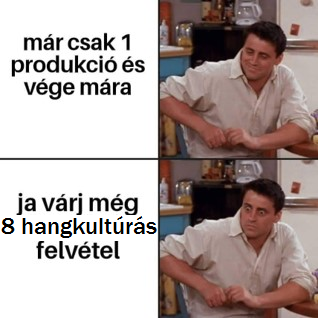 már csak 1
produkció és
vége mára
ja várj még
8 hangkultúrás
felvétel